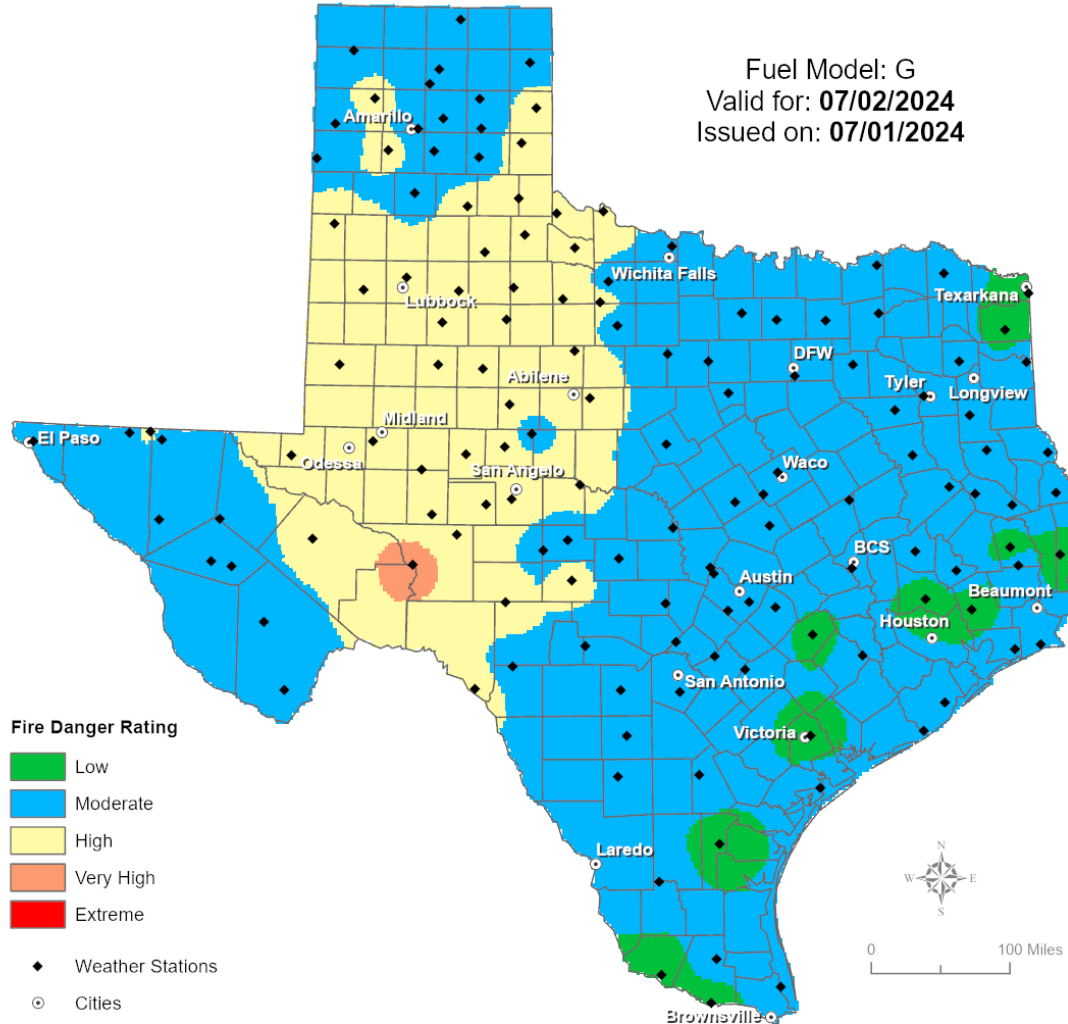 Fuel Model: G
Valid for: 07/02/2024
Issued on: 07/01/2024
Amarillo
Wichita Falls
Lubbock
Texarkana
DFW
Abilene
Tyler
Longview
Midland
El Paso
Odessa
San Angelo
Waco
BCS
Austin
Beaumont
Houston
San Antonio
Victoria
Laredo
Brownsville
Fire Danger Rating
Low
Moderate
High
Very High
Extreme
Weather Stations
Cities
N
W E
S
0 100 Miles